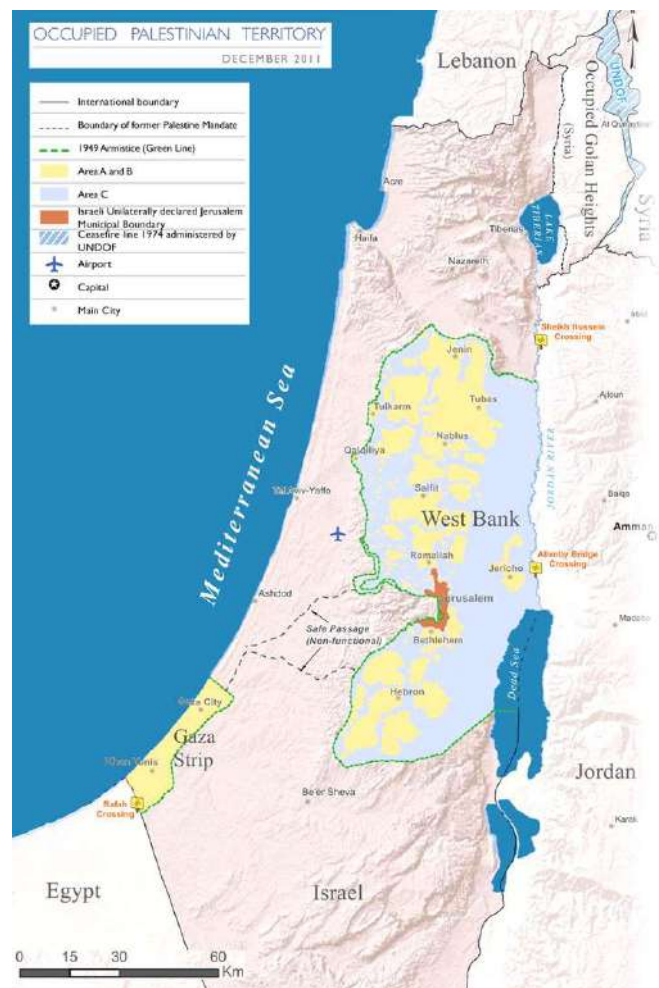 OCCUPIED PALESTINIAN TERRITORY
DECEMBER 2011
International boundary
Boundary of former Palestine Mandate
1949 Armistice (Green Line)
Area A and B
Area C
Israeli Unilaterally declared Jerusalem
Municipal Boundary
Ceasefire line 1974 administered by
UNDOF
Airport
Capital
Main City
Lebanon
UNDOF
Occupied Golan Heights
(Syria)
Syria
Acre
Haifa
Tiberias
LAKE
TIBERIAS
Nazareth
Sheikh Hussein
Crossing
Irbid
Jenin
Tulkarm
Tubas
Ajloun
Nablus
Qalqiliya
JORDAN RIVER
Mediterranean Sea
Tel Aviv-Yaffo
Salfit
Balqa
West Bank
Amman
Ramallah
Jericho
Allenby Bridge
Crossing
Ashdod
Jerusalem
Madaba
Safe Passage
(Non-functional)
Bethlehem
Dead Sea
Hebron
Gaza City
Gaza
Strip
Khan Yunis
Rafah
Crossing
Be'er Sheva
Jordan
Karak
Egypt
Israel
0 15 30 60
Km